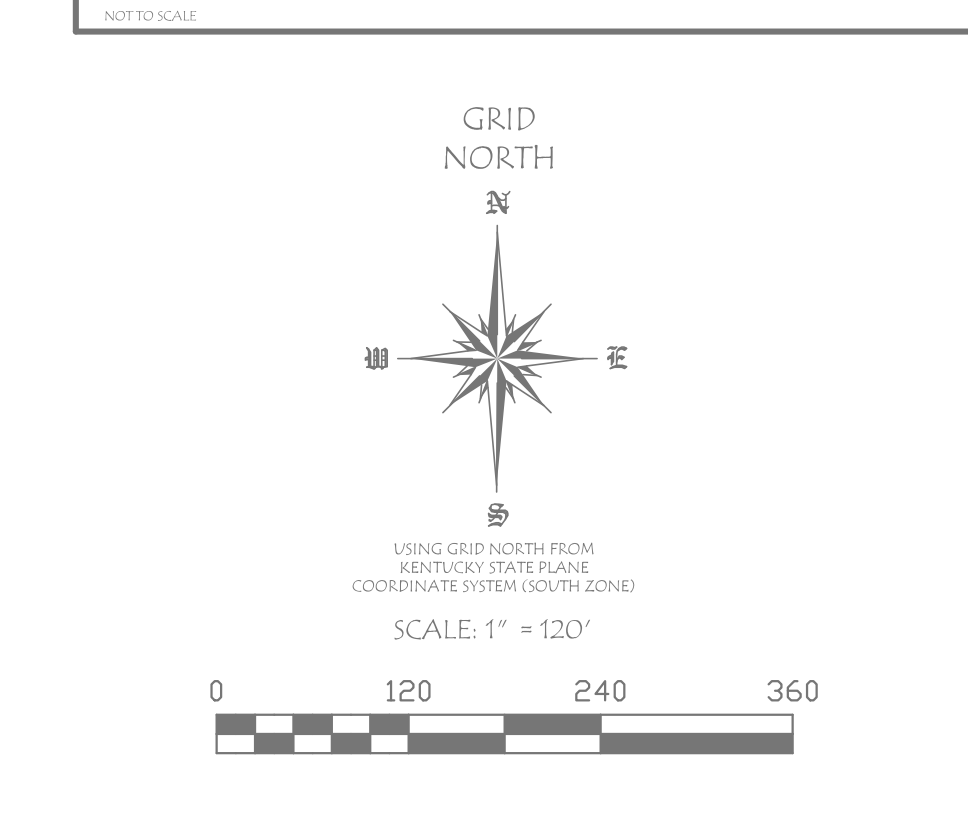 NOT TO SCALE
GRID
NORTH
N
W E
S
USING GRID NORTH FROM
KENTUCKY STATE PLANE
COORDINATE SYSTEM (SOUTH ZONE)
SCALE: 1" = 120'
0 120 240 360